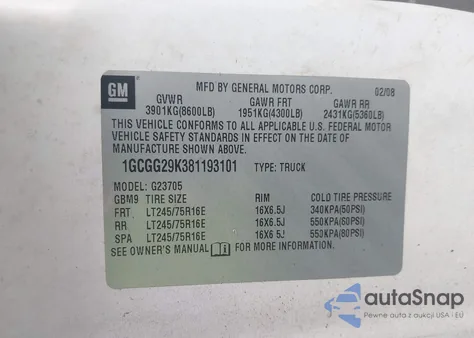 GM
MFD BY GENERAL MOTORS CORP. 02/08
GVWR GAWR FRT GAWR RR
3901KG(8600LB) 1951KG(4300LB) 2431KG(5360LB)
THIS VEHICLE CONFORMS TO ALL APPLICABLE U.S. FEDERAL MOTOR
VEHICLE SAFETY STANDARDS IN EFFECT ON THE DATE OF
MANUFACTURE SHOWN ABOVE.
1GCGG29K381193101 TYPE: TRUCK
MODEL: G23705
GBM9 TIRE SIZE RIM COLD TIRE PRESSURE
FRT LT245/75R16E 16X6.5J 340KPA(50PSI)
RR LT245/75R16E 16X6.5J 550KPA(80PSI)
SPA LT245/75R16E 16X6.5J 550KPA(80PSI)
SEE OWNER'S MANUAL FOR MORE INFORMATION.
autoSnap
Pewne auta z aukcji USA i EU